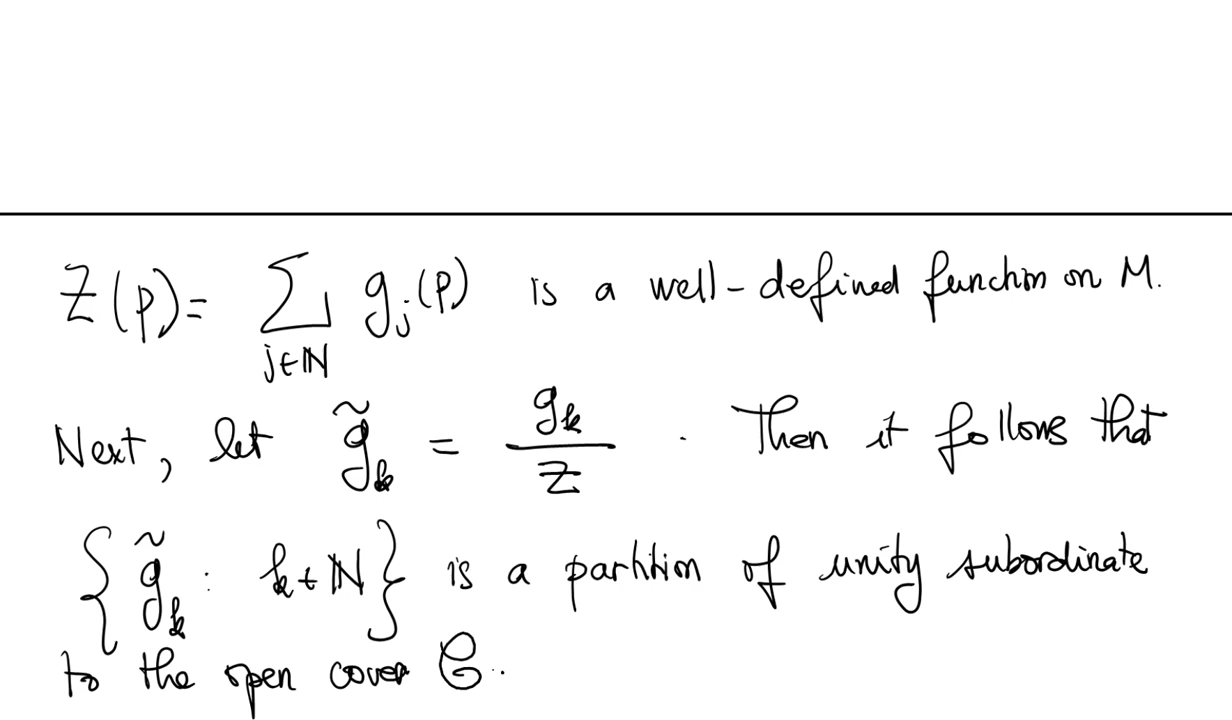 Z(p) = ∑_{j∈ℕ} g_j(p) is a well-defined function on M.
Next, let g̃_k = g_k / Z . Then it follows that
{ g̃_k : k ∈ ℕ } is a partition of unity subordinate
to the open cover 𝒞.